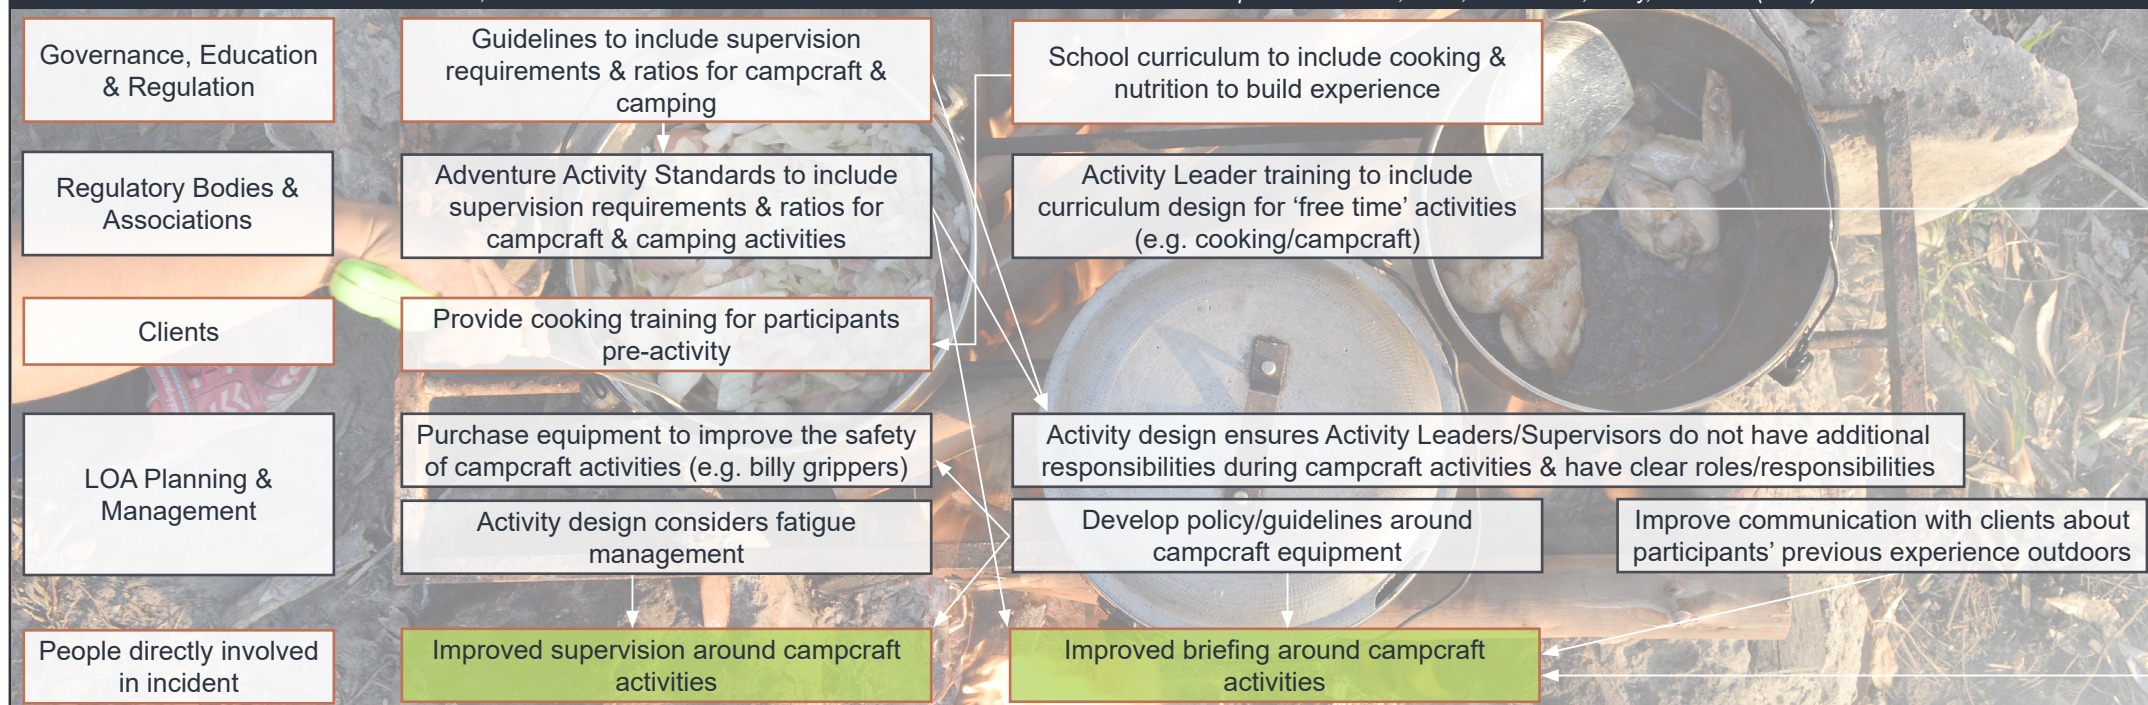 Governance, Education
& Regulation
Guidelines to include supervision
requirements & ratios for campcraft &
camping
School curriculum to include cooking &
nutrition to build experience
Regulatory Bodies &
Associations
Adventure Activity Standards to include
supervision requirements & ratios for
campcraft & camping activities
Activity Leader training to include
curriculum design for ‘free time’ activities
(e.g. cooking/campcraft)
Clients
Provide cooking training for participants
pre-activity
LOA Planning &
Management
Purchase equipment to improve the safety
of campcraft activities (e.g. billy grippers)
Activity design ensures Activity Leaders/Supervisors do not have additional
responsibilities during campcraft activities & have clear roles/responsibilities
Activity design considers fatigue
management
Develop policy/guidelines around
campcraft equipment
Improve communication with clients about
participants’ previous experience outdoors
People directly involved
in incident
Improved supervision around campcraft
activities
Improved briefing around campcraft
activities